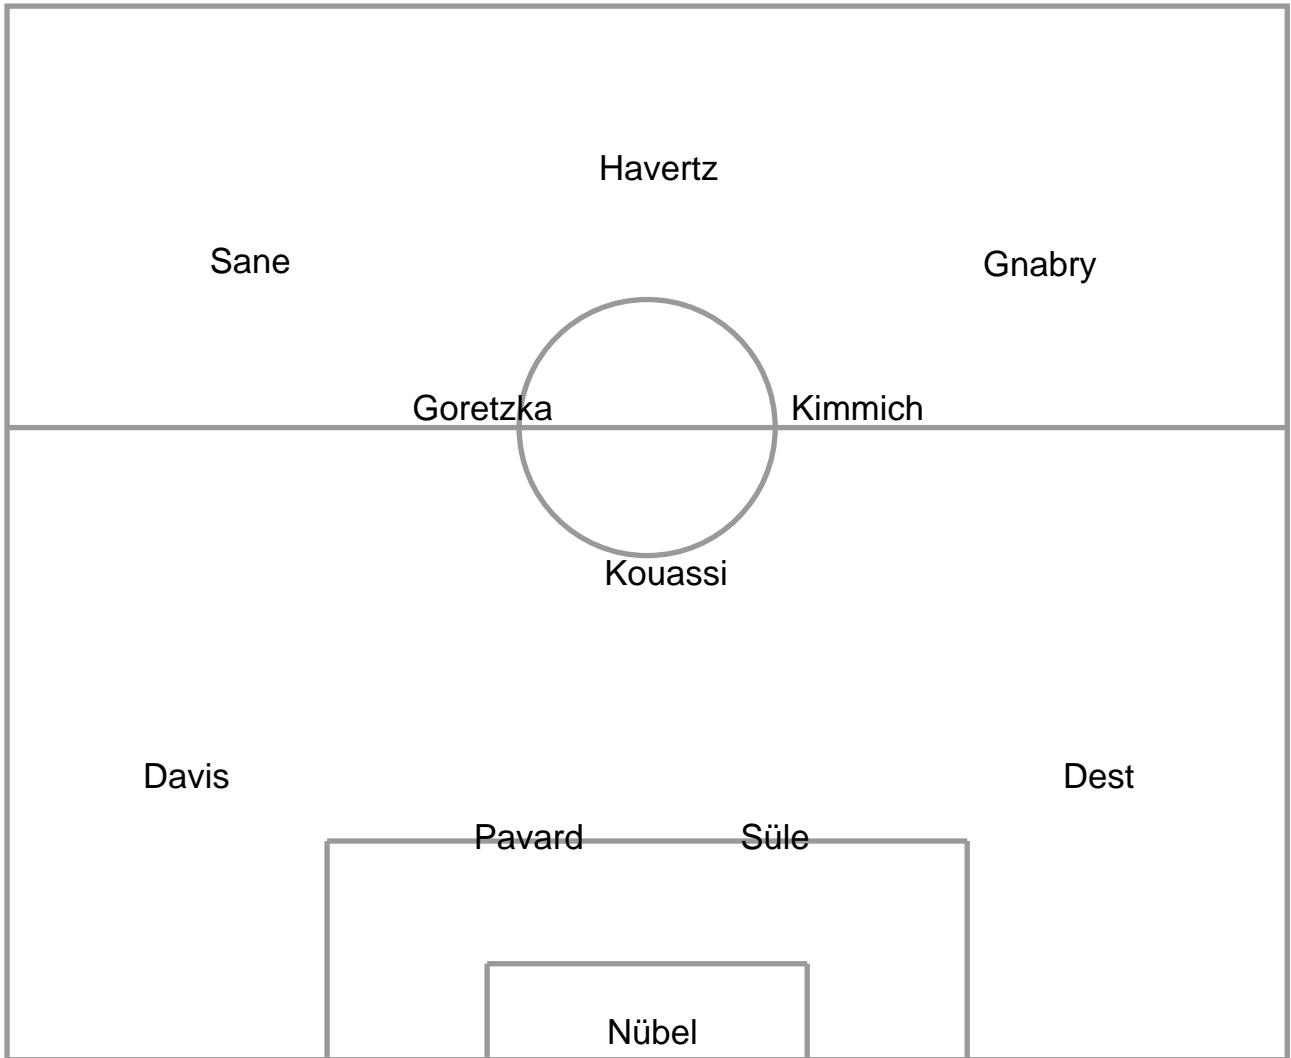 Havertz
Sane
Gnabry
Goretzka
Kimmich
Kouassi
Davis
Dest
Pavard
Süle
Nübel